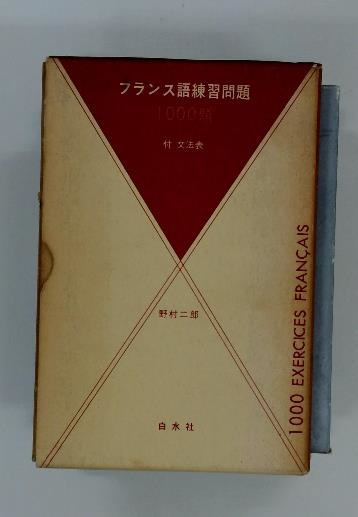 フランス語練習問題
1000題
付 文法表
野村二郎
白水社
1000 EXERCICES FRANÇAIS